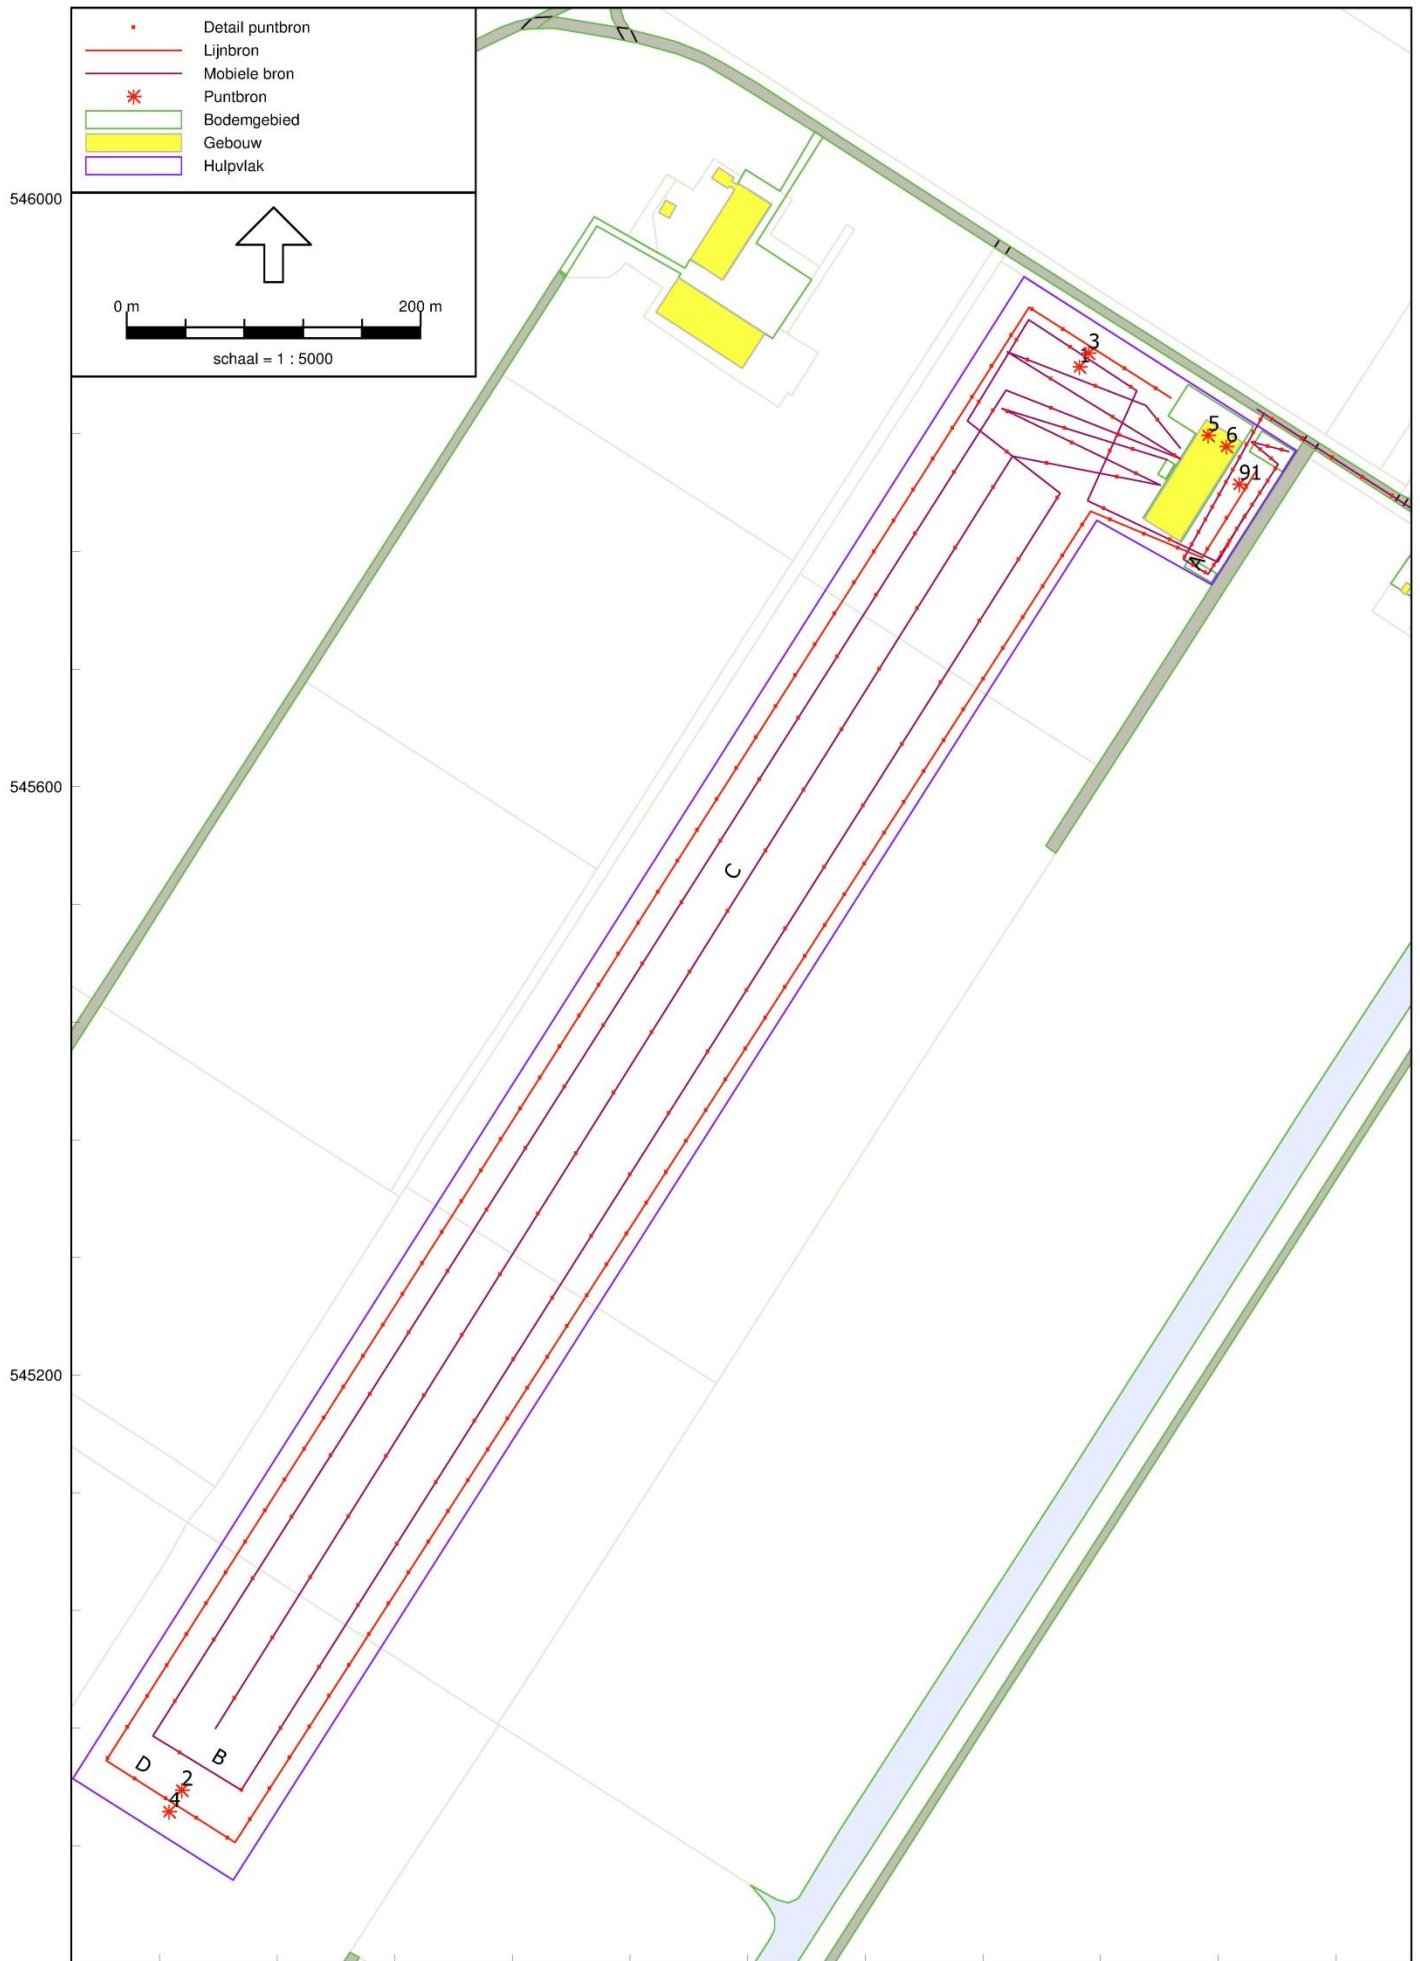 Detail puntbron
Lijnbron
Mobiele bron
Puntbron
Bodemgebied
Gebouw
Hulpvlak
546000
0 m 200 m
schaal = 1 : 5000
3
1
5
6
91
A
545600
C
545200
B
D
2
4